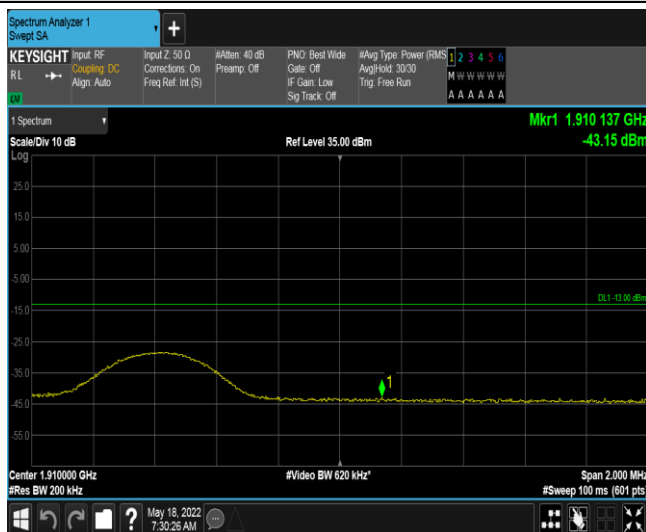 Spectrum Analyzer 1
Swept SA
+
KEYSIGHT
RL
Input: RF
Coupling: DC
Align: Auto
Input Z: 50 Ω
Corrections: On
Freq Ref: Int (S)
#Atten: 40 dB
Preamp: Off
PNO: Best Wide
Gate: Off
IF Gain: Low
Sig Track: Off
#Avg Type: Power (RMS
Avg|Hold: 30/30
Trig: Free Run
1 2 3 4 5 6
M W W W W W
A A A A A A
1 Spectrum
Scale/Div 10 dB
Ref Level 35.00 dBm
Mkr1 1.910 137 GHz
-43.15 dBm
Log
25.0
15.0
5.00
-5.00
-15.0
-25.0
-35.0
-45.0
-55.0
DL1 -13.00 dBm
1
Center 1.910000 GHz
#Res BW 200 kHz
#Video BW 620 kHz*
Span 2.000 MHz
#Sweep 100 ms (601 pts)
?
May 18, 2022
7:30:26 AM